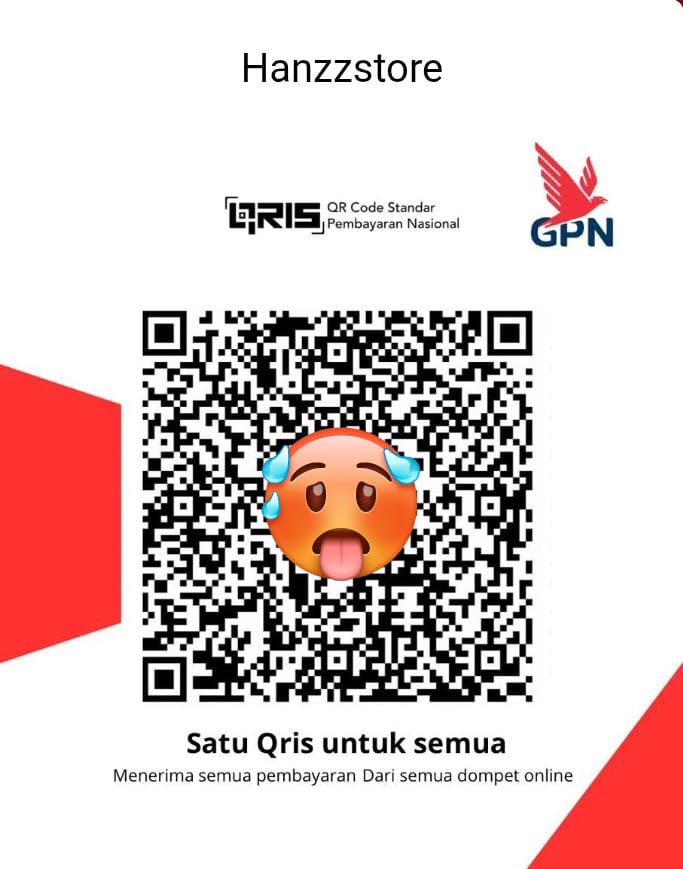 Hanzzstore
QRIS
QR Code Standar
Pembayaran Nasional
GPN
Satu Qris untuk semua
Menerima semua pembayaran Dari semua dompet online